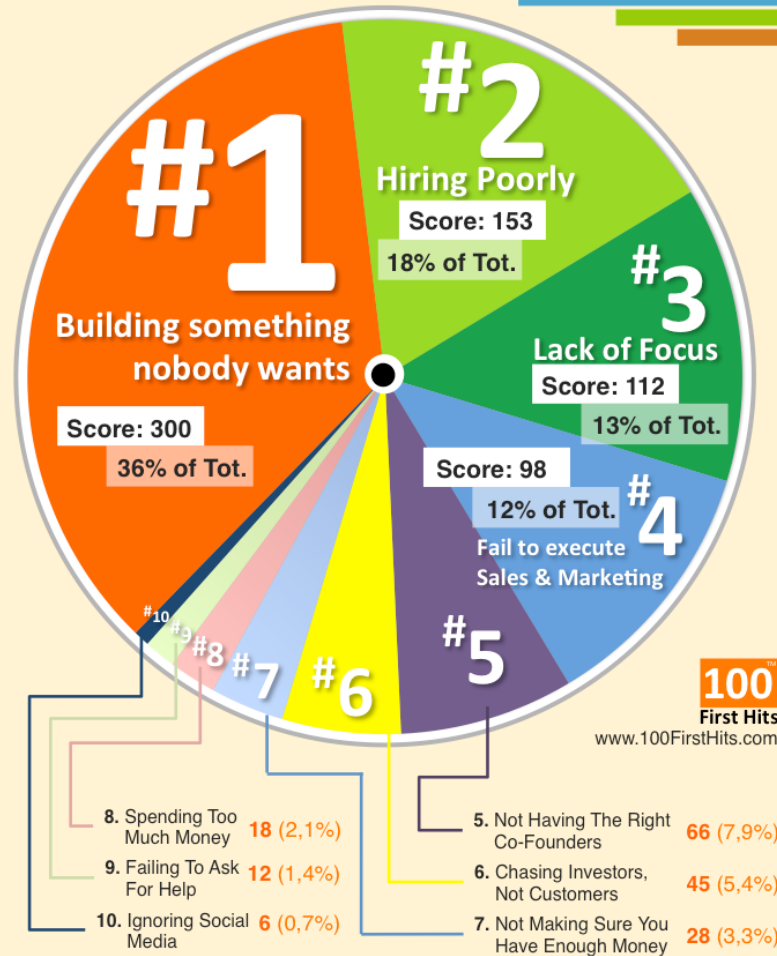 #1
Building something
nobody wants
Score: 300
36% of Tot.
#2
Hiring Poorly
Score: 153
18% of Tot.
#3
Lack of Focus
Score: 112
13% of Tot.
Score: 98
12% of Tot.
#4
Fail to execute
Sales & Marketing
#5
#6
#7
#8
#9
#10
100™
First Hits
www.100FirstHits.com
8. Spending Too
Much Money 18 (2,1%)
9. Failing To Ask
For Help 12 (1,4%)
10. Ignoring Social
Media 6 (0,7%)
5. Not Having The Right
Co-Founders 66 (7,9%)
6. Chasing Investors,
Not Customers 45 (5,4%)
7. Not Making Sure You
Have Enough Money 28 (3,3%)